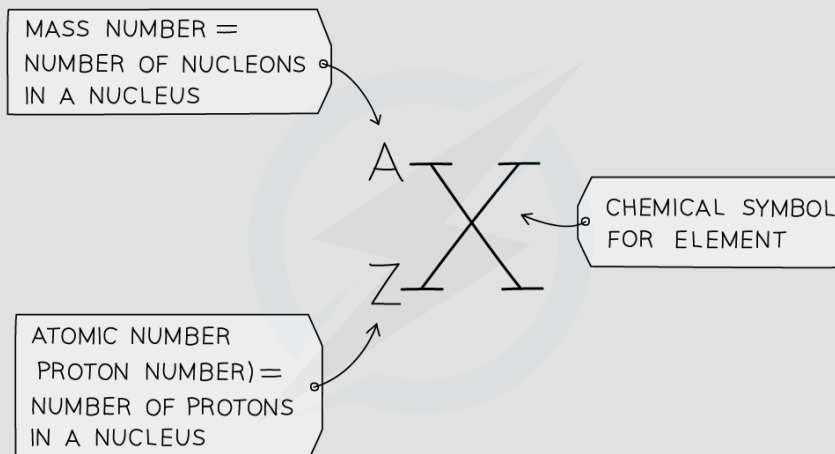 MASS NUMBER =
NUMBER OF NUCLEONS
IN A NUCLEUS
A
X
CHEMICAL SYMBOL
FOR ELEMENT
Z
ATOMIC NUMBER
PROTON NUMBER) =
NUMBER OF PROTONS
IN A NUCLEUS